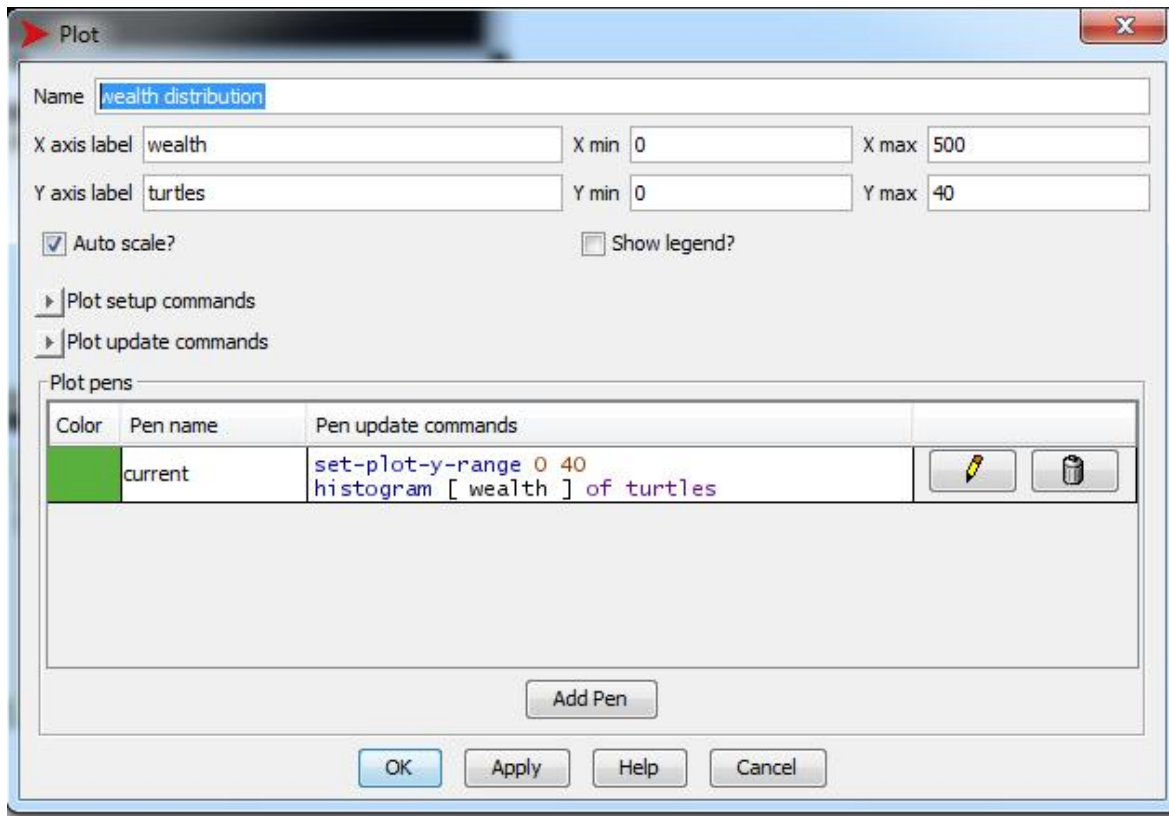 Plot
Name wealth distribution
X axis label wealth X min 0 X max 500
Y axis label turtles Y min 0 Y max 40
Auto scale? Show legend?
Plot setup commands
Plot update commands
Plot pens
Color Pen name Pen update commands
current set-plot-y-range 0 40
histogram [ wealth ] of turtles
Add Pen
OK Apply Help Cancel